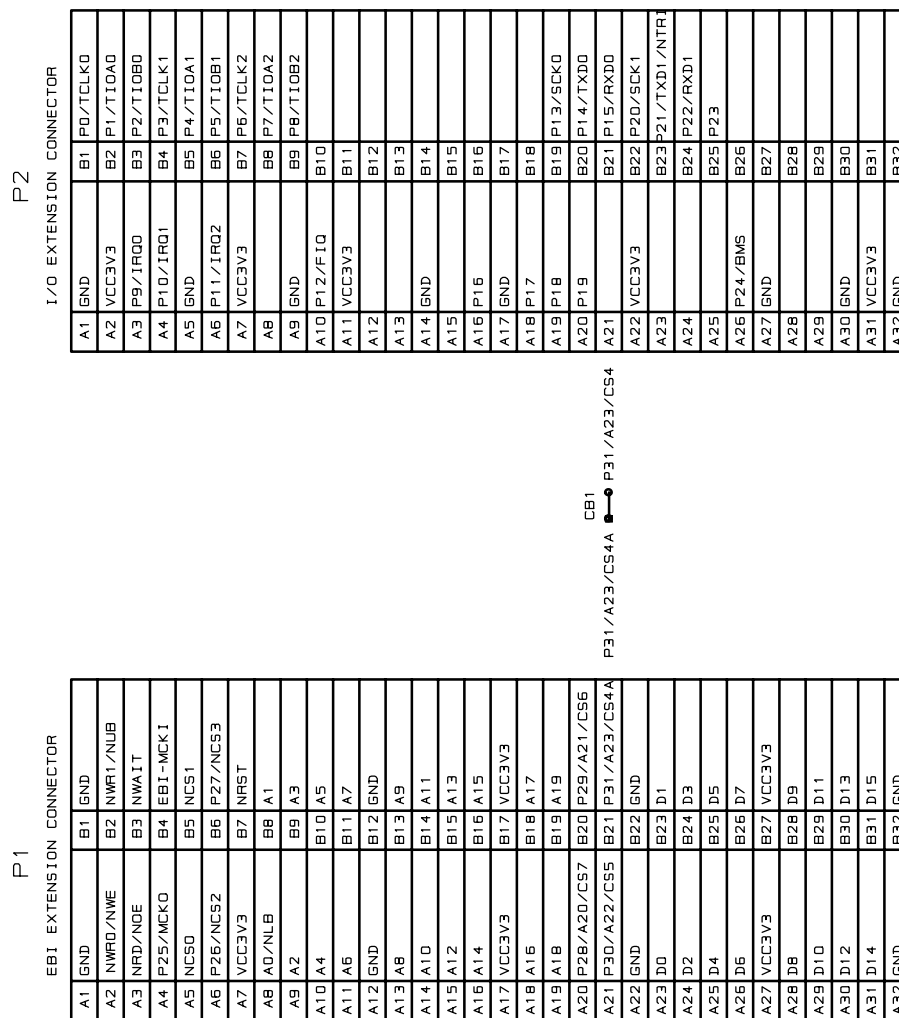 P1
EBI EXTENSION CONNECTOR
A1 GND B1 GND
A2 NWR0/NWE B2 NWR1/NUB
A3 NRD/NOE B3 NWAIT
A4 P25/MCKO B4 EBI-MCKI
A5 NCS0 B5 NCS1
A6 P26/NCS2 B6 P27/NCS3
A7 VCC3V3 B7 NRST
A8 A0/NLB B8 A1
A9 A2 B9 A3
A10 A4 B10 A5
A11 A6 B11 A7
A12 GND B12 GND
A13 A8 B13 A9
A14 A10 B14 A11
A15 A12 B15 A13
A16 A14 B16 A15
A17 VCC3V3 B17 VCC3V3
A18 A16 B18 A17
A19 A18 B19 A19
A20 P28/A20/CS7 B20 P29/A21/CS6
A21 P30/A22/CS5 B21 P31/A23/CS4A
A22 GND B22 GND
A23 D0 B23 D1
A24 D2 B24 D3
A25 D4 B25 D5
A26 D6 B26 D7
A27 VCC3V3 B27 VCC3V3
A28 D8 B28 D9
A29 D10 B29 D11
A30 D12 B30 D13
A31 D14 B31 D15
A32 GND B32 GND
CB1
P31/A23/CS4A P31/A23/CS4
P2
I/O EXTENSION CONNECTOR
A1 GND B1 P0/TCLK0
A2 VCC3V3 B2 P1/TIOA0
A3 P9/IRQ0 B3 P2/TIOB0
A4 P10/IRQ1 B4 P3/TCLK1
A5 GND B5 P4/TIOA1
A6 P11/IRQ2 B6 P5/TIOB1
A7 VCC3V3 B7 P6/TCLK2
A8 B8 P7/TIOA2
A9 GND B9 P8/TIOB2
A10 P12/FIQ B10
A11 VCC3V3 B11
A12 B12
A13 B13
A14 GND B14
A15 B15
A16 P16 B16
A17 GND B17
A18 P17 B18
A19 P18 B19 P13/SCK0
A20 P19 B20 P14/TXD0
A21 B21 P15/RXD0
A22 VCC3V3 B22 P20/SCK1
A23 B23 P21/TXD1/NTRI
A24 B24 P22/RXD1
A25 B25 P23
A26 P24/BMS B26
A27 GND B27
A28 B28
A29 B29
A30 GND B30
A31 VCC3V3 B31
A32 GND B32